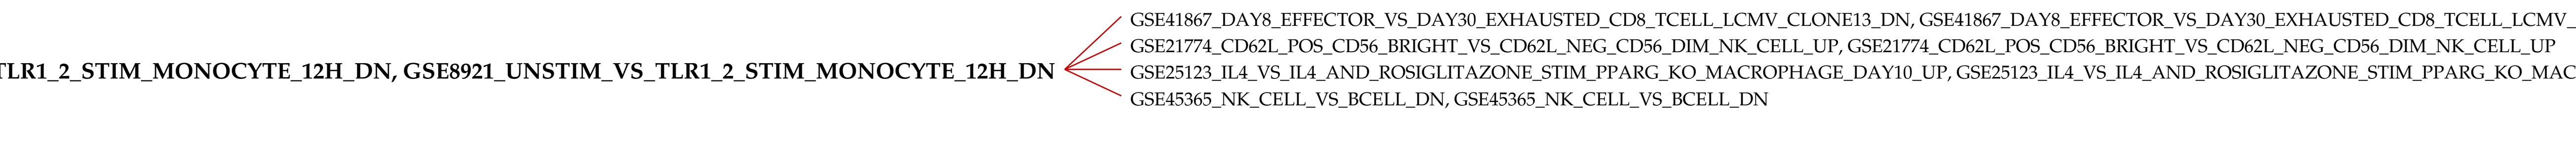 GSE41867_DAY8_EFFECTOR_VS_DAY30_EXHAUSTED_CD8_TCELL_LCMV_CLONE13_DN, GSE41867_DAY8_EFFECTOR_VS_DAY30_EXHAUSTED_CD8_TCELL_LCMV_
GSE21774_CD62L_POS_CD56_BRIGHT_VS_CD62L_NEG_CD56_DIM_NK_CELL_UP, GSE21774_CD62L_POS_CD56_BRIGHT_VS_CD62L_NEG_CD56_DIM_NK_CELL_UP
TLR1_2_STIM_MONOCYTE_12H_DN, GSE8921_UNSTIM_VS_TLR1_2_STIM_MONOCYTE_12H_DN
GSE25123_IL4_VS_IL4_AND_ROSIGLITAZONE_STIM_PPARG_KO_MACROPHAGE_DAY10_UP, GSE25123_IL4_VS_IL4_AND_ROSIGLITAZONE_STIM_PPARG_KO_MAC
GSE45365_NK_CELL_VS_BCELL_DN, GSE45365_NK_CELL_VS_BCELL_DN